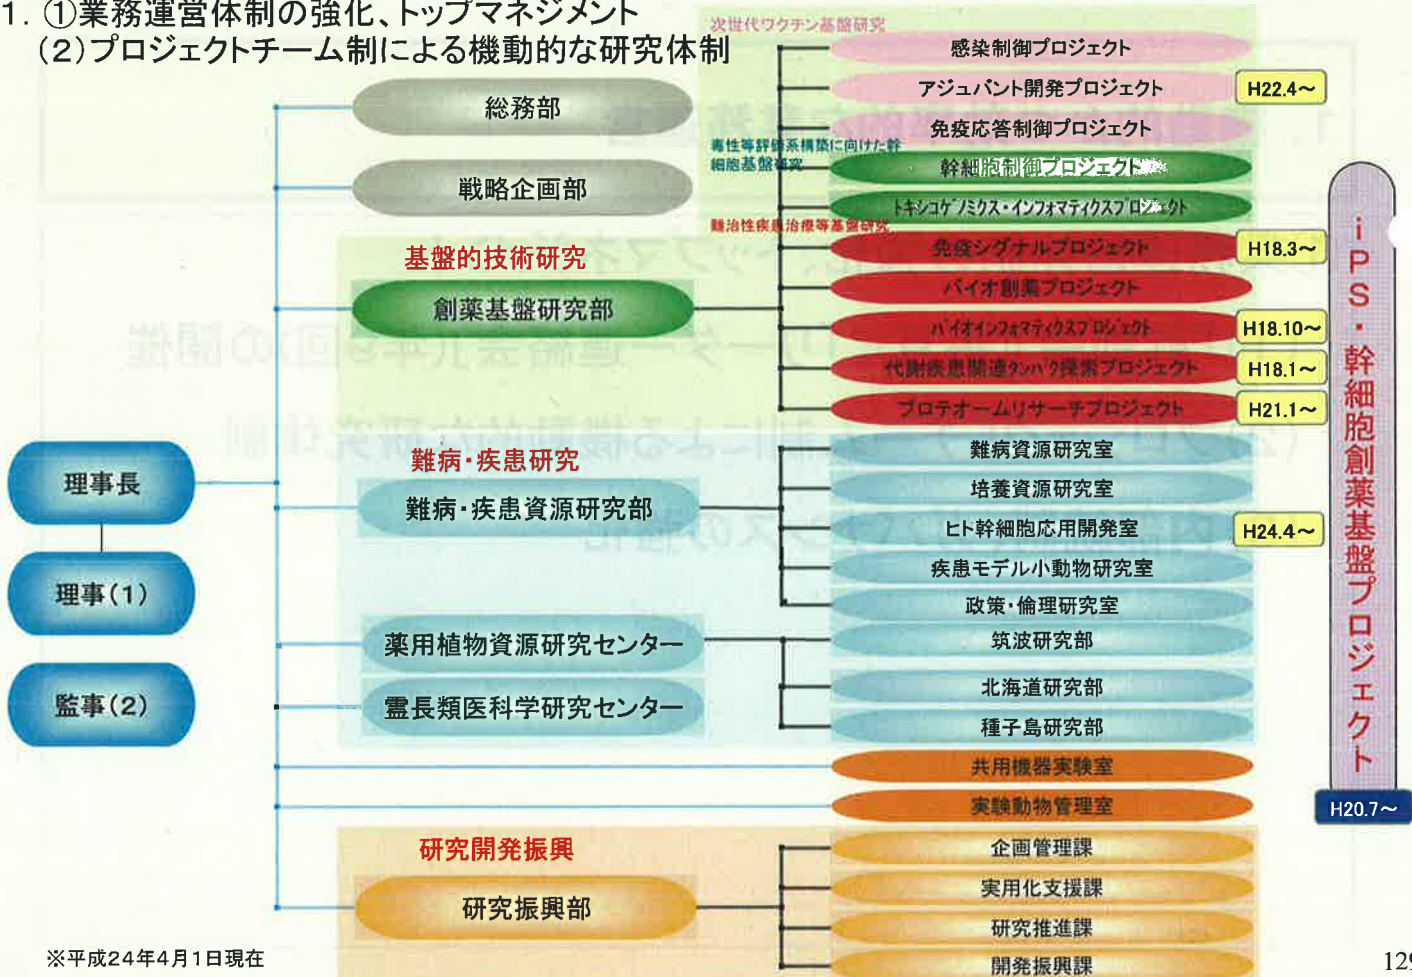 1. ①業務運営体制の強化、トップマネジメント
(2)プロジェクトチーム制による機動的な研究体制
次世代ワクチン基盤研究
感染制御プロジェクト
アジュバント開発プロジェクト
H22.4～
免疫応答制御プロジェクト
毒性等評価系構築に向けた幹
細胞基盤研究
幹細胞制御プロジェクト
トキシコゲノミクス・インフォマティクスプロジェクト
難治性疾患治療等基盤研究
免疫シグナルプロジェクト
H18.3～
バイオ創薬プロジェクト
バイオインフォマティクスプロジェクト
H18.10～
代謝疾患関連タンパク探索プロジェクト
H18.1～
プロテオームリサーチプロジェクト
H21.1～
総務部
戦略企画部
基盤的技術研究
創薬基盤研究部
難病・疾患研究
難病・疾患資源研究部
難病資源研究室
培養資源研究室
ヒト幹細胞応用開発室
H24.4～
疾患モデル小動物研究室
政策・倫理研究室
理事長
理事(1)
監事(2)
薬用植物資源研究センター
霊長類医科学研究センター
筑波研究部
北海道研究部
種子島研究部
共用機器実験室
実験動物管理室
iPS・幹細胞創薬基盤プロジェクト
H20.7～
研究開発振興
研究振興部
企画管理課
実用化支援課
研究推進課
開発振興課
※平成24年4月1日現在
129